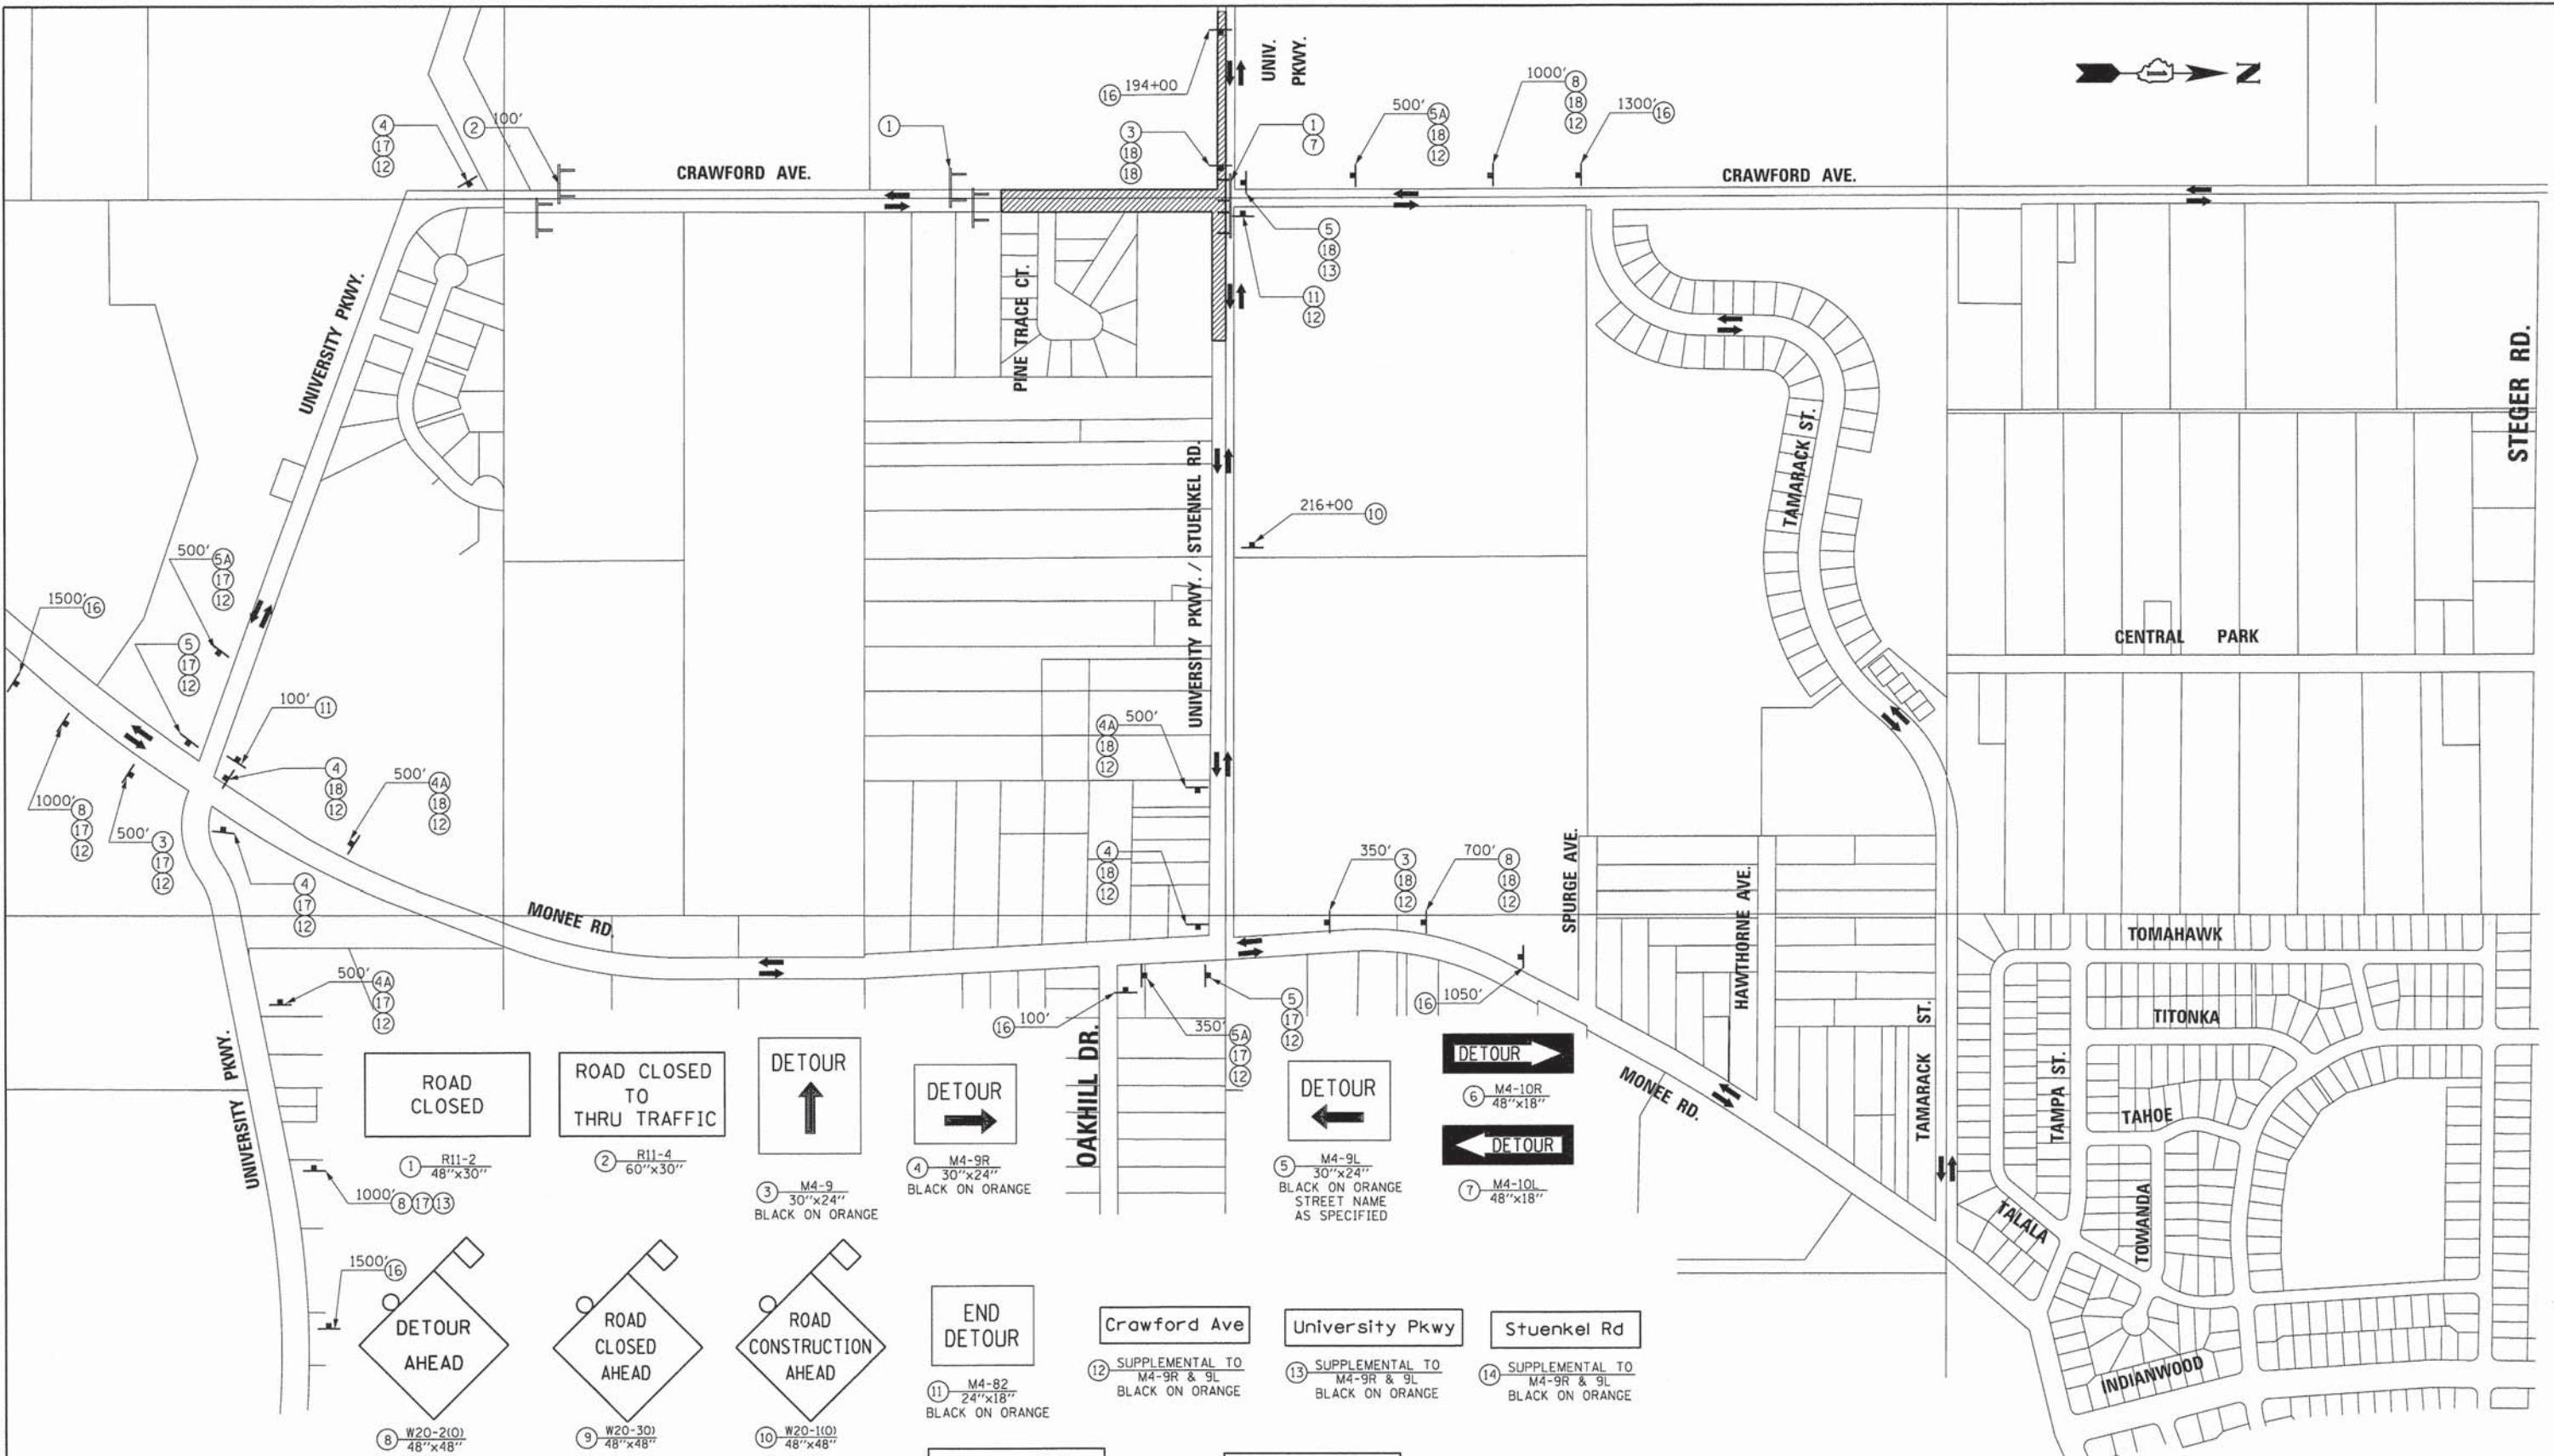 UNIV.
PKWY.
N
16 194+00
1000' 8
18
12
1300' 16
500' 5A
18
12
4
17
12
2 100'
1
3
18
18
1
7
CRAWFORD AVE.
CRAWFORD AVE.
5
18
13
11
12
UNIVERSITY PKWY.
PINE TRACE CT.
STEGER RD.
TAMARACK ST.
UNIVERSITY PKWY. / STUENKEL RD.
216+00 10
500' 5A
17
12
1500' 16
5
17
12
CENTRAL PARK
100' 11
4A 500'
18
12
4
18
12
500' 4A
18
12
1000' 8
17
12
500' 3
17
12
4
17
12
4
18
12
350' 3
18
12
700' 8
18
12
SPURGE AVE.
HAWTHORNE AVE.
MONEE RD.
TOMAHAWK
500' 4A
17
12
16 100'
350' 5A
17
12
5
17
12
16 1050'
TITONKA
UNIVERSITY PKWY.
OAKHILL DR.
MONEE RD.
TAMARACK ST.
TAMPA ST.
TAHOE
TOWANDA
TALALA
INDIANWOOD
1000' 8 17 13
1500' 16
ROAD
CLOSED
1 R11-2
48"x30"
ROAD CLOSED
TO
THRU TRAFFIC
2 R11-4
60"x30"
DETOUR
3 M4-9
30"x24"
BLACK ON ORANGE
DETOUR
4 M4-9R
30"x24"
BLACK ON ORANGE
DETOUR
5 M4-9L
30"x24"
BLACK ON ORANGE
STREET NAME
AS SPECIFIED
DETOUR
6 M4-10R
48"x18"
DETOUR
7 M4-10L
48"x18"
DETOUR
AHEAD
8 W20-2(O)
48"x48"
ROAD
CLOSED
AHEAD
9 W20-3O)
48"x48"
ROAD
CONSTRUCTION
AHEAD
10 W20-1(O)
48"x48"
END
DETOUR
11 M4-82
24"x18"
BLACK ON ORANGE
Crawford Ave
12 SUPPLEMENTAL TO
M4-9R & 9L
BLACK ON ORANGE
University Pkwy
13 SUPPLEMENTAL TO
M4-9R & 9L
BLACK ON ORANGE
Stuenkel Rd
14 SUPPLEMENTAL TO
M4-9R & 9L
BLACK ON ORANGE